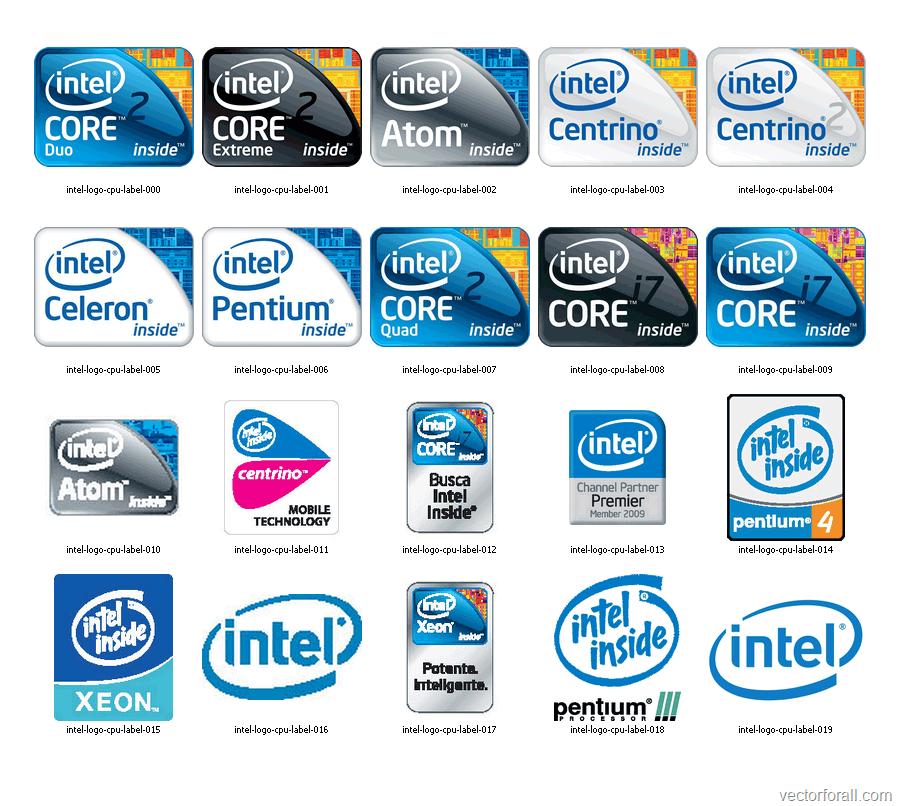 intel® 2
CORE™
Duo
inside™
intel® 2
CORE™
Extreme
inside™
intel®
Atom™
inside™
intel®
Centrino®
inside™
intel® 2
Centrino®
inside™
intel-logo-cpu-label-000
intel-logo-cpu-label-001
intel-logo-cpu-label-002
intel-logo-cpu-label-003
intel-logo-cpu-label-004
intel®
Celeron®
inside™
intel®
Pentium®
inside™
intel® 2
CORE™
Quad
inside™
intel® i7
CORE™
inside™
intel® i7
CORE™
inside™
intel-logo-cpu-label-005
intel-logo-cpu-label-006
intel-logo-cpu-label-007
intel-logo-cpu-label-008
intel-logo-cpu-label-009
intel®
Atom™
inside™
intel
inside
centrino™
MOBILE
TECHNOLOGY
intel® i7
CORE™
inside™
Busca
Intel
Inside®
intel®
Channel Partner
Premier
Member 2009
intel®
inside
pentium® 4
intel-logo-cpu-label-010
intel-logo-cpu-label-011
intel-logo-cpu-label-012
intel-logo-cpu-label-013
intel-logo-cpu-label-014
intel
inside
XEON™
intel®
intel®
Xeon™
inside™
Potente.
Inteligente.
intel®
inside
pentium® III
PROCESSOR
intel®
intel-logo-cpu-label-015
intel-logo-cpu-label-016
intel-logo-cpu-label-017
intel-logo-cpu-label-018
intel-logo-cpu-label-019
vectorforall.com